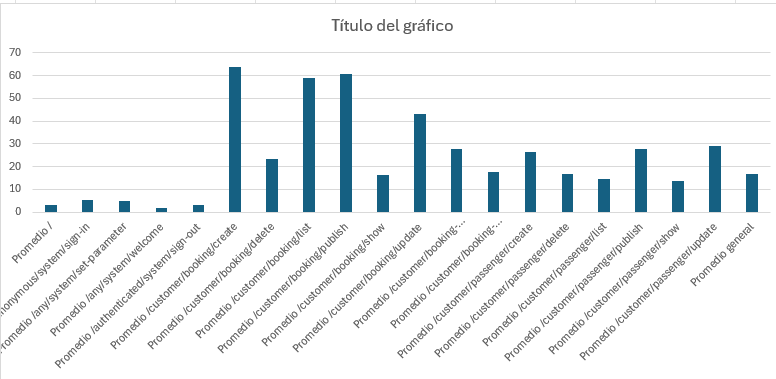 Título del gráfico
70
60
50
40
30
20
10
0
Promedio /
/system/sign-in
Promedio /any/system/set-parameter
Promedio /any/system/welcome
Promedio /authenticated/system/sign-out
Promedio /customer/booking/create
Promedio /customer/booking/delete
Promedio /customer/booking/list
Promedio /customer/booking/publish
Promedio /customer/booking/show
Promedio /customer/booking/update
Promedio /customer/booking-...
Promedio /customer/booking-...
Promedio /customer/passenger/create
Promedio /customer/passenger/delete
Promedio /customer/passenger/list
Promedio /customer/passenger/publish
Promedio /customer/passenger/show
Promedio /customer/passenger/update
Promedio general